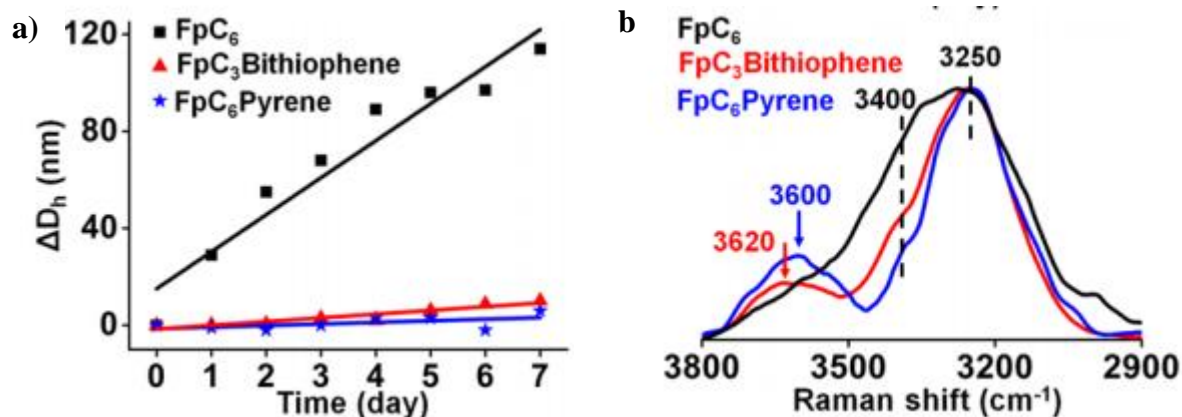 a)
120
80
40
0
ΔDₕ (nm)
FpC₆
FpC₃Bithiophene
FpC₆Pyrene
0 1 2 3 4 5 6 7
Time (day)
b
FpC₆
FpC₃Bithiophene
FpC₆Pyrene
3250
3400
3600
3620
3800 3500 3200 2900
Raman shift (cm⁻¹)